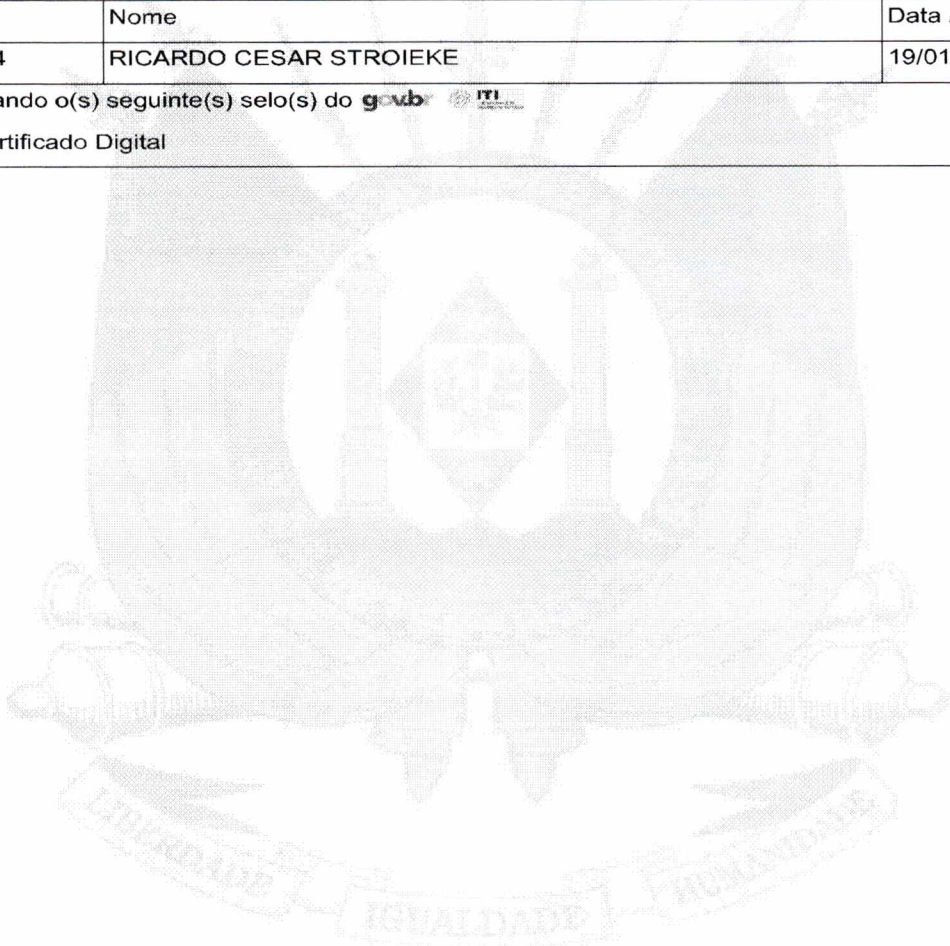 Nome Data
4 RICARDO CESAR STROIEKE 19/01
ando o(s) seguinte(s) selo(s) do gov.br ITI
rtificado Digital
LIBERDADE IGUALDADE HUMANIDADE